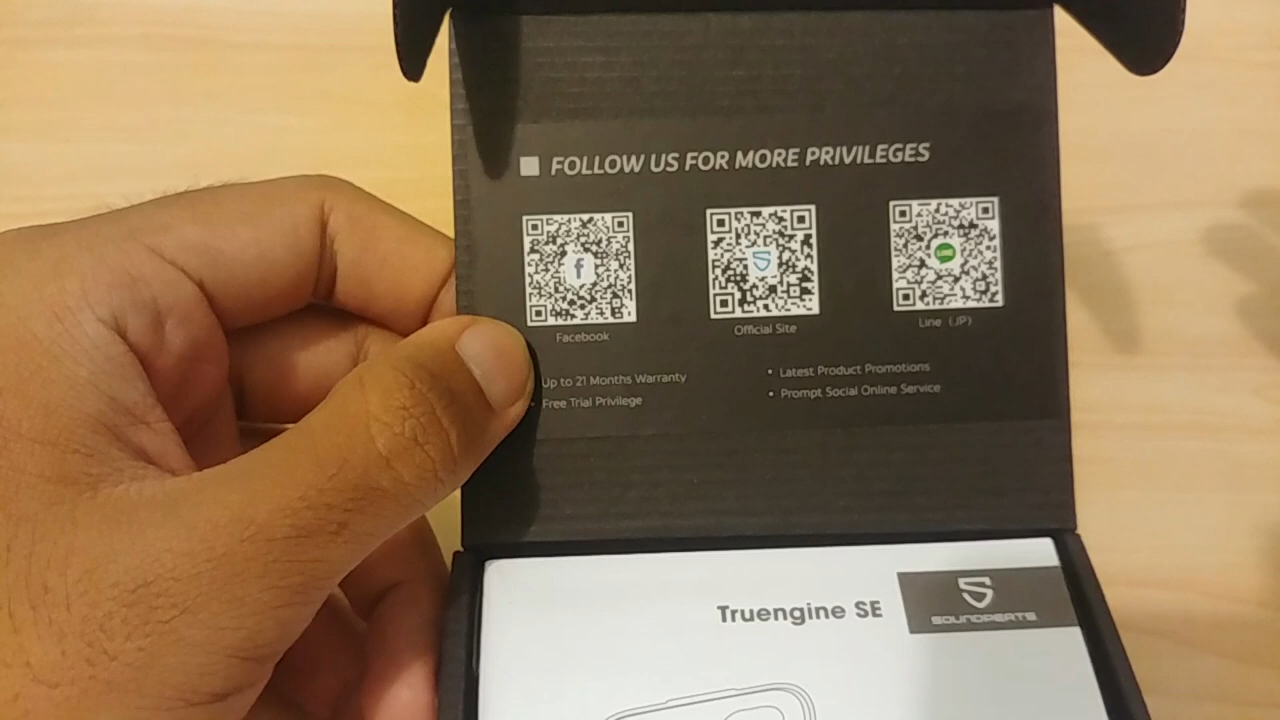 FOLLOW US FOR MORE PRIVILEGES
f
LINE
Facebook
Official Site
Line (JP)
Up to 21 Months Warranty
• Free Trial Privilege
• Latest Product Promotions
• Prompt Social Online Service
Truengine SE
SOUNDPEATS